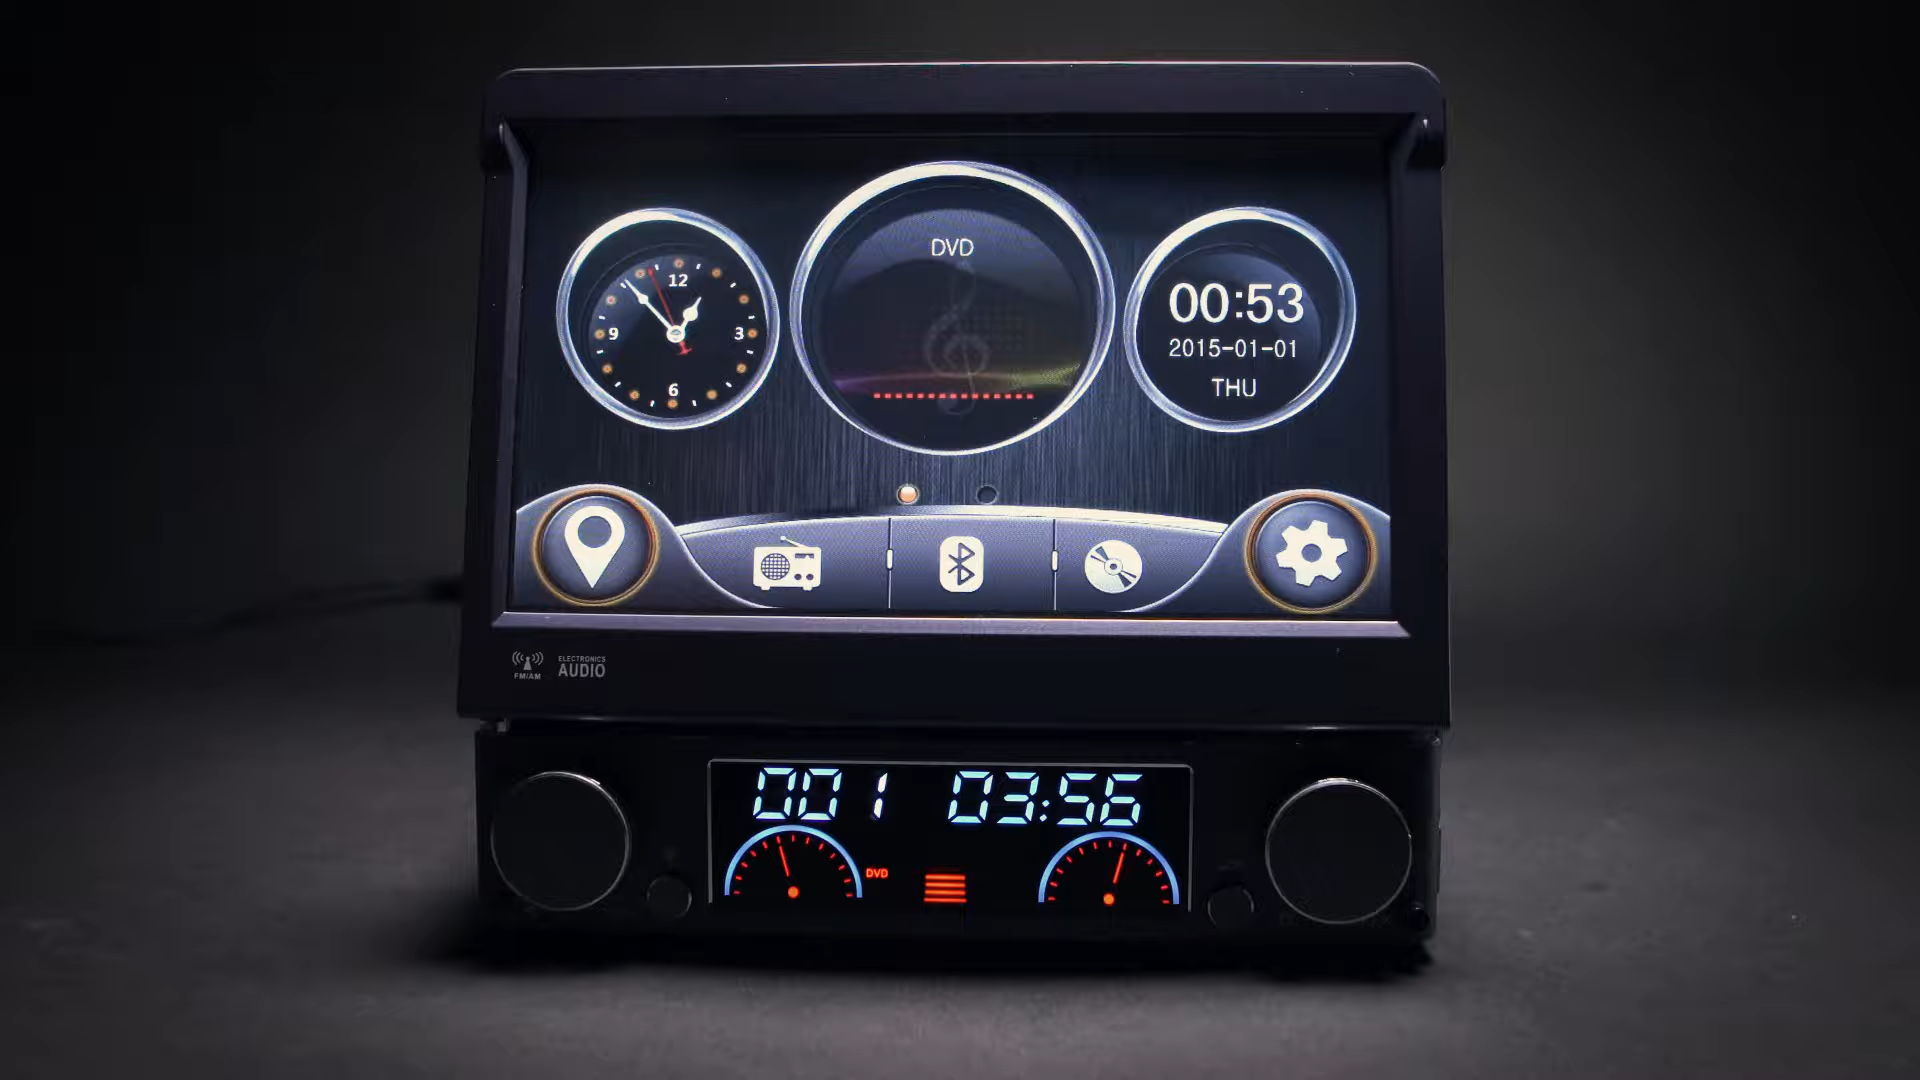 12
9
3
6
DVD
00:53
2015-01-01
THU
FM/AM
ELECTRONICS
AUDIO
001 03:56
DVD